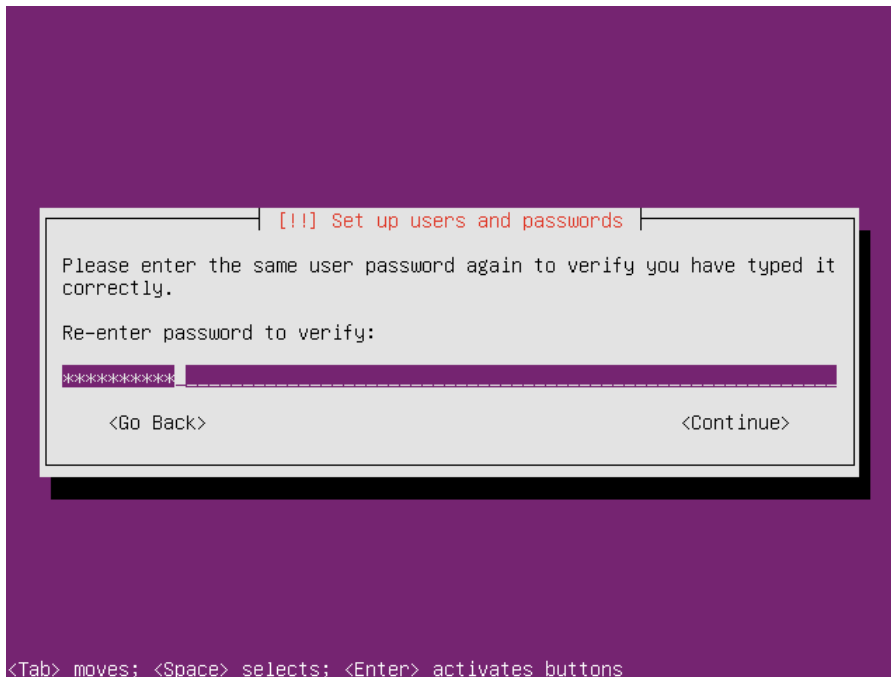 [!!] Set up users and passwords
Please enter the same user password again to verify you have typed it
correctly.
Re-enter password to verify:
**********
<Go Back> <Continue>
<Tab> moves; <Space> selects; <Enter> activates buttons